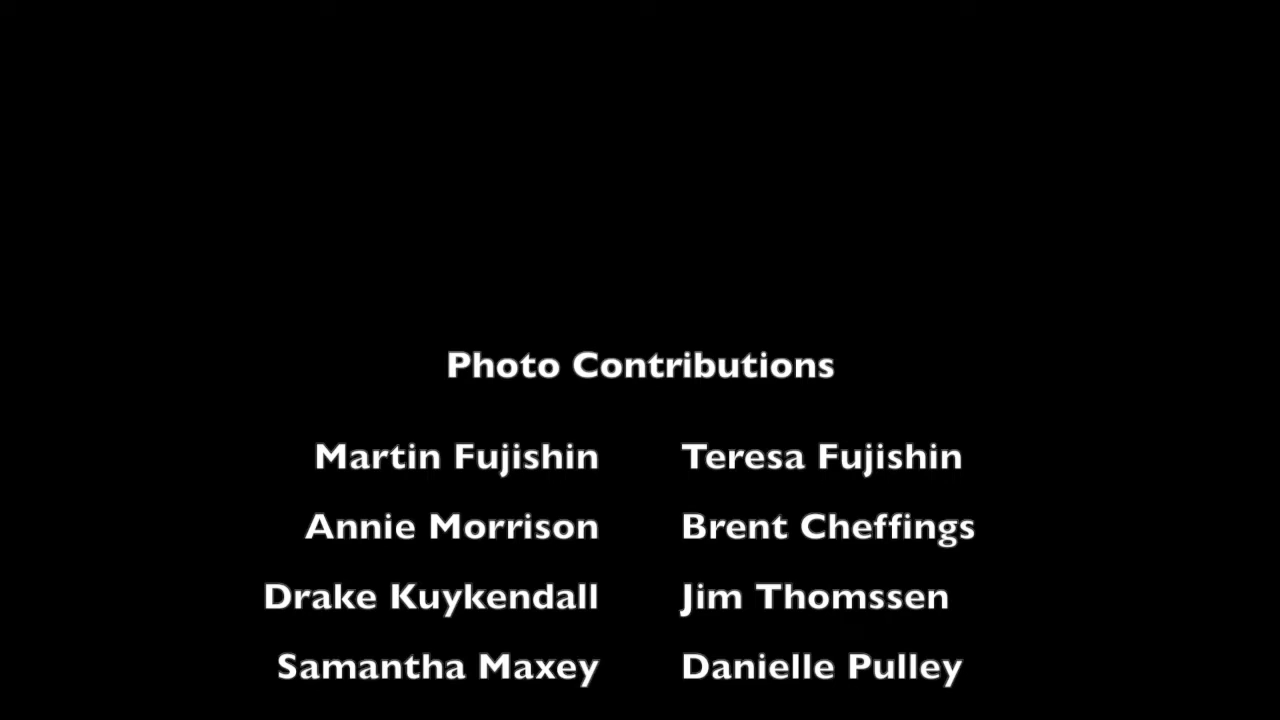 Photo Contributions
Martin Fujishin Teresa Fujishin
Annie Morrison Brent Cheffings
Drake Kuykendall Jim Thomssen
Samantha Maxey Danielle Pulley